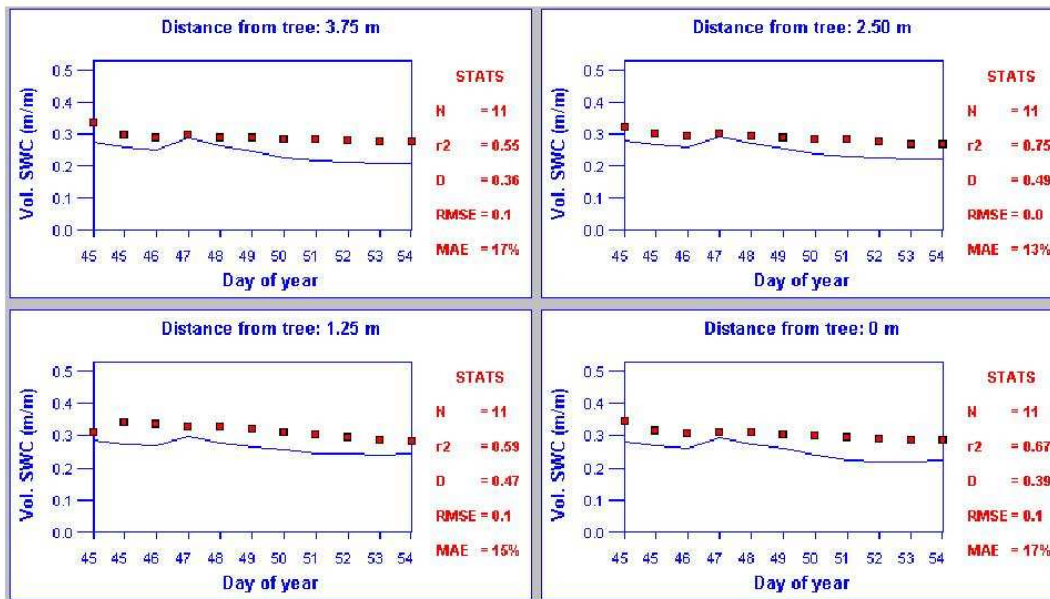 Distance from tree: 3.75 m
Vol. SWC (m/m)
0.5
0.4
0.3
0.2
0.1
0.0
45 45 46 47 48 49 50 51 52 53 54
Day of year
STATS
N = 11
r2 = 0.55
D = 0.36
RMSE = 0.1
MAE = 17%
Distance from tree: 2.50 m
Vol. SWC (m/m)
0.5
0.4
0.3
0.2
0.1
0.0
45 45 46 47 48 49 50 51 52 53 54
Day of year
STATS
N = 11
r2 = 0.75
D = 0.49
RMSE = 0.0
MAE = 13%
Distance from tree: 1.25 m
Vol. SWC (m/m)
0.5
0.4
0.3
0.2
0.1
0.0
45 45 46 47 48 49 50 51 52 53 54
Day of year
STATS
N = 11
r2 = 0.59
D = 0.47
RMSE = 0.1
MAE = 15%
Distance from tree: 0 m
Vol. SWC (m/m)
0.5
0.4
0.3
0.2
0.1
0.0
45 45 46 47 48 49 50 51 52 53 54
Day of year
STATS
N = 11
r2 = 0.67
D = 0.39
RMSE = 0.1
MAE = 17%